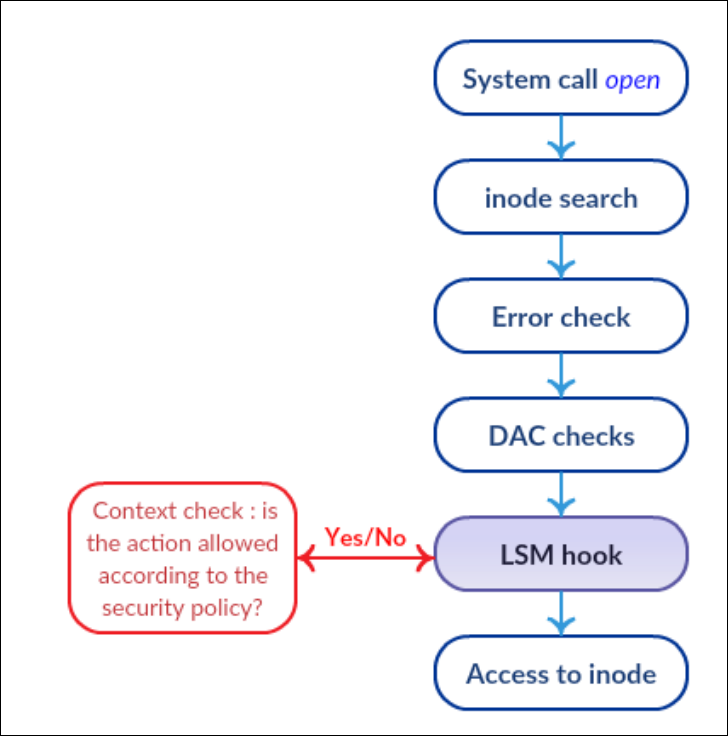 System call open
inode search
Error check
DAC checks
Context check : is
the action allowed
according to the
security policy?
Yes/No
LSM hook
Access to inode